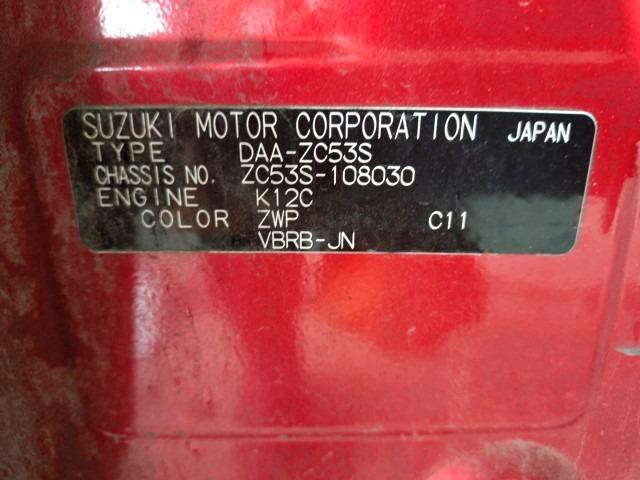 SUZUKI MOTOR CORPORATION JAPAN
TYPE DAA-ZC53S
CHASSIS NO. ZC53S-108030
ENGINE K12C
COLOR ZWP C11
VBRB-JN